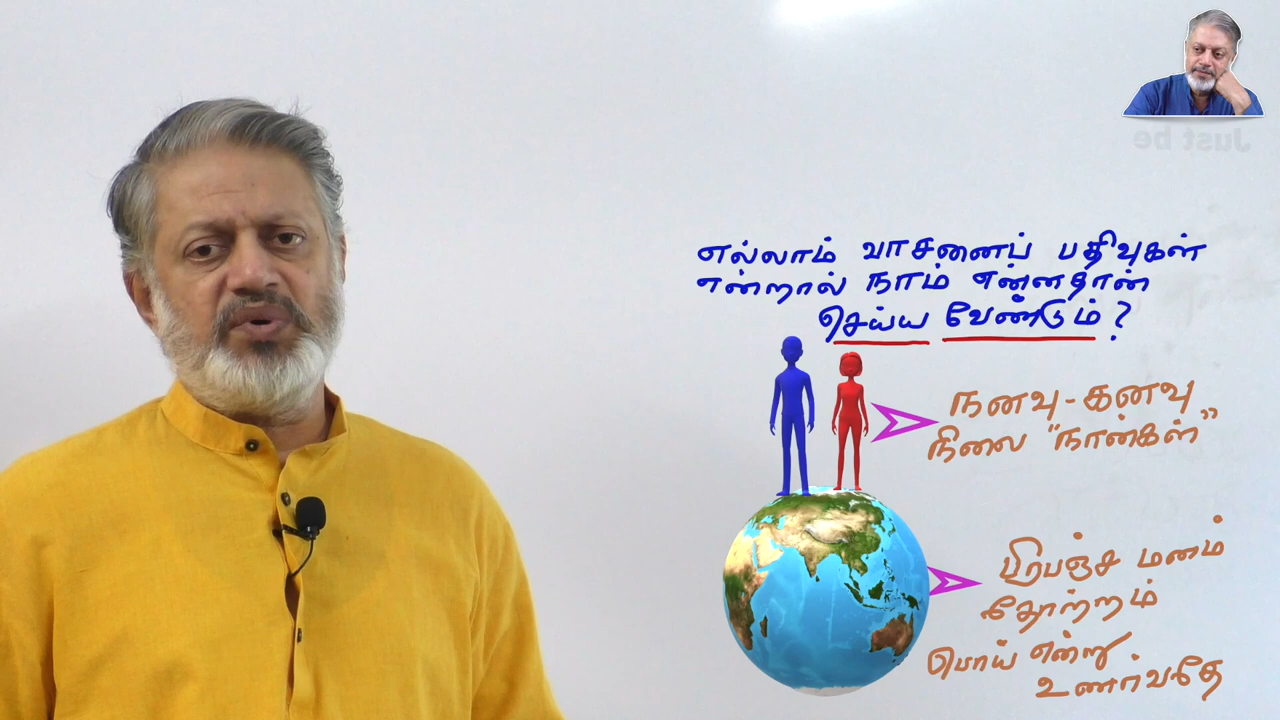 Just be
எல்லாம் வாசனைப் பதிவுகள்
என்றால் நாம் என்னதான்
செய்ய வேண்டும்?
நனவு-கனவு
நிலை "நான்கள்"
பிரபஞ்ச மனம்
தோற்றம்
பொய் என்று
உணர்வதே